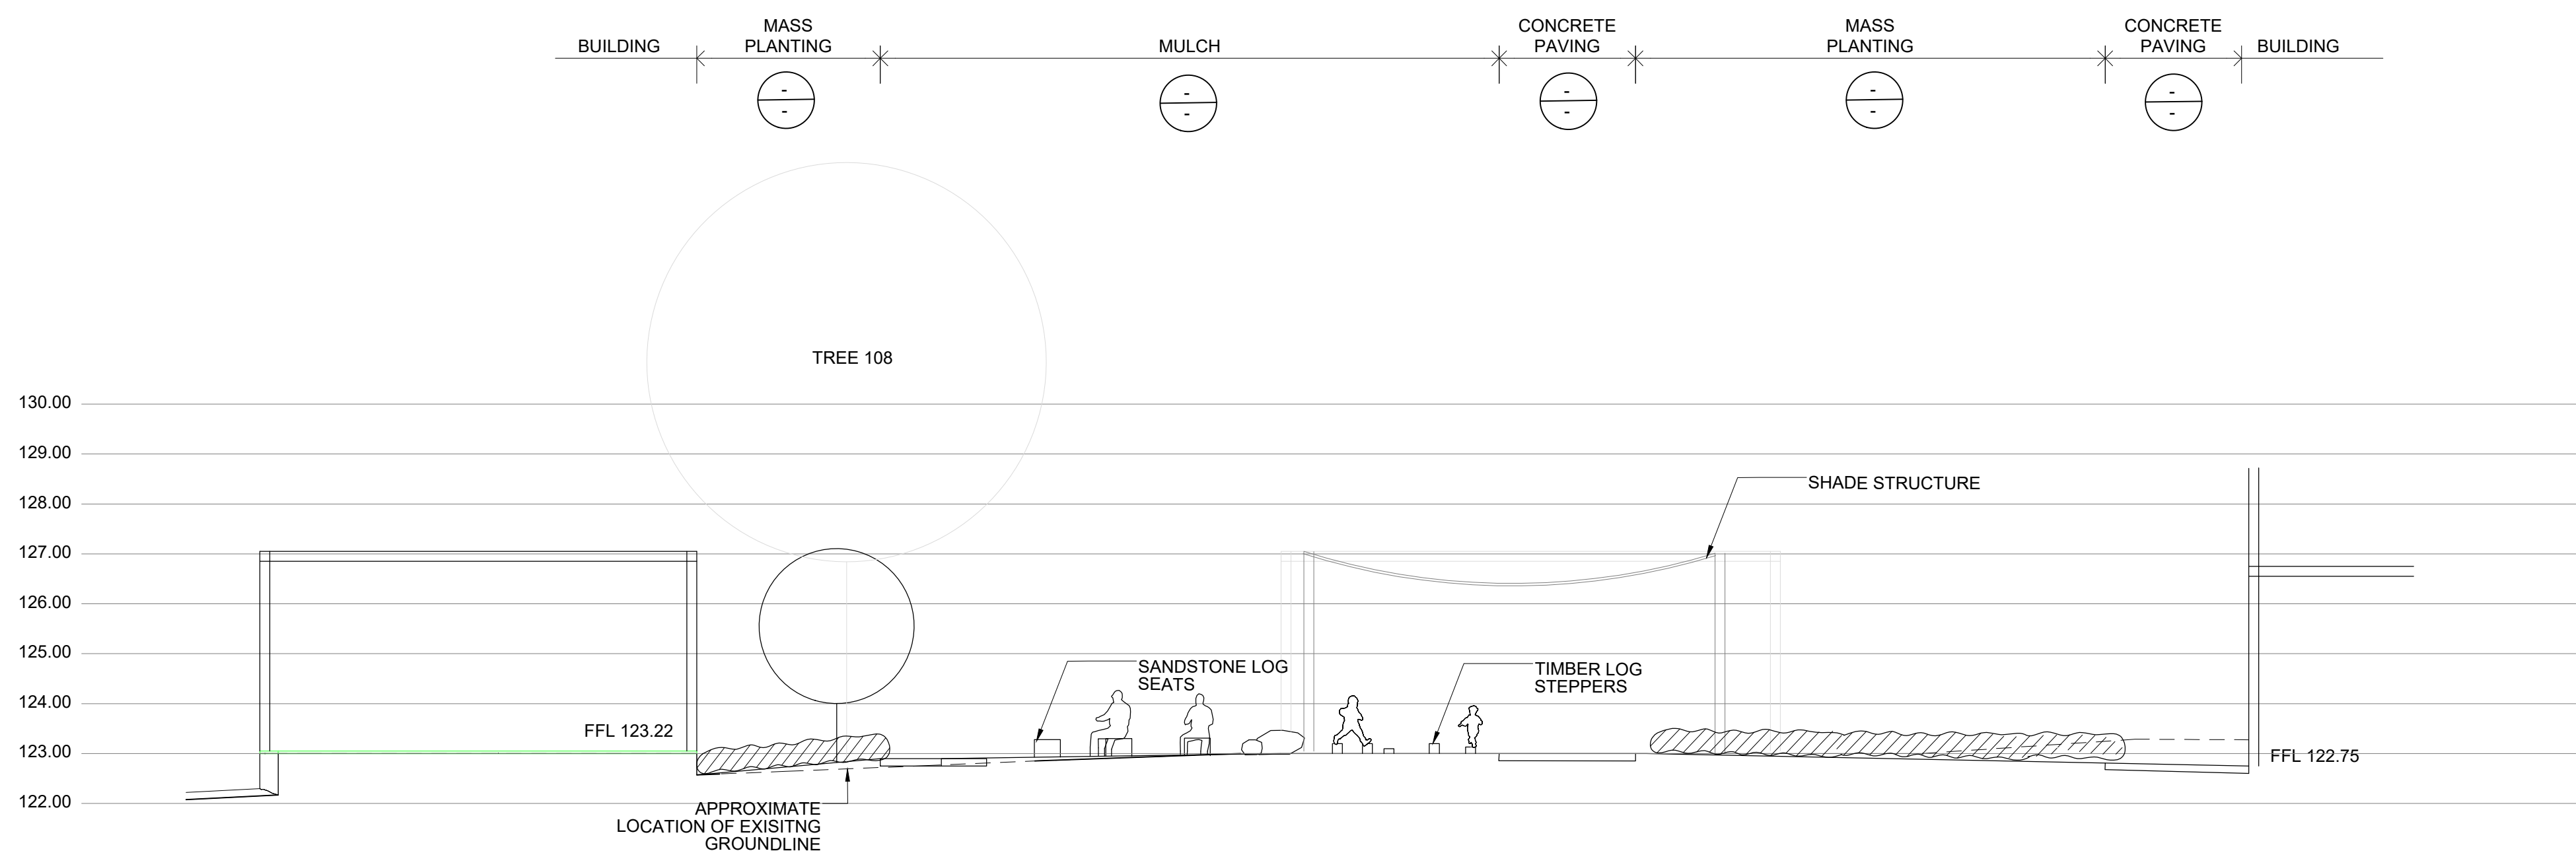 BUILDING
MASS
PLANTING
MULCH
CONCRETE
PAVING
MASS
PLANTING
CONCRETE
PAVING
BUILDING
-
-
-
-
-
-
-
-
-
-
TREE 108
130.00
129.00
128.00
127.00
126.00
125.00
124.00
123.00
122.00
SHADE STRUCTURE
SANDSTONE LOG
SEATS
TIMBER LOG
STEPPERS
FFL 123.22
FFL 122.75
APPROXIMATE
LOCATION OF EXISITNG
GROUNDLINE